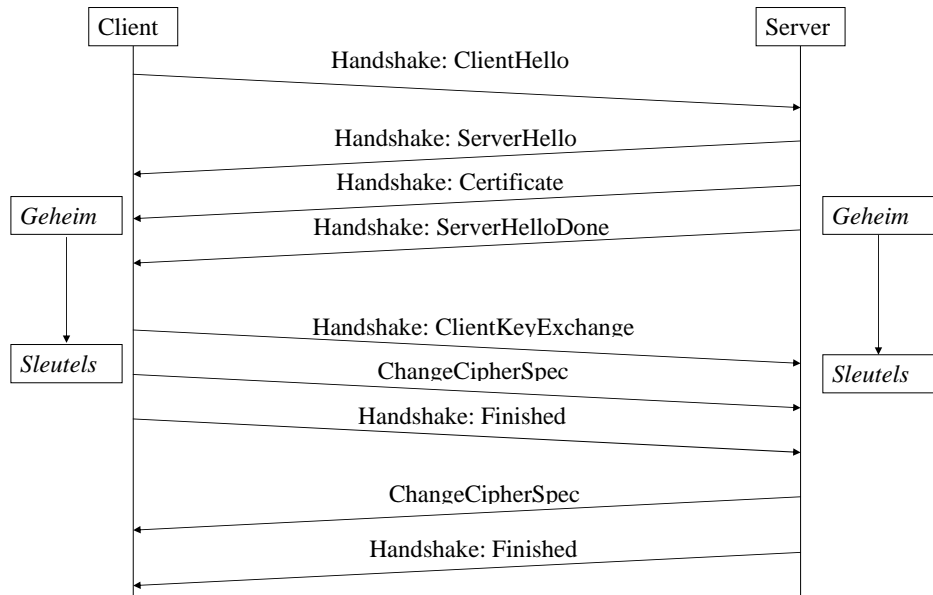 Client
Server
Handshake: ClientHello
Handshake: ServerHello
Handshake: Certificate
Geheim
Geheim
Handshake: ServerHelloDone
Handshake: ClientKeyExchange
Sleutels
Sleutels
ChangeCipherSpec
Handshake: Finished
ChangeCipherSpec
Handshake: Finished